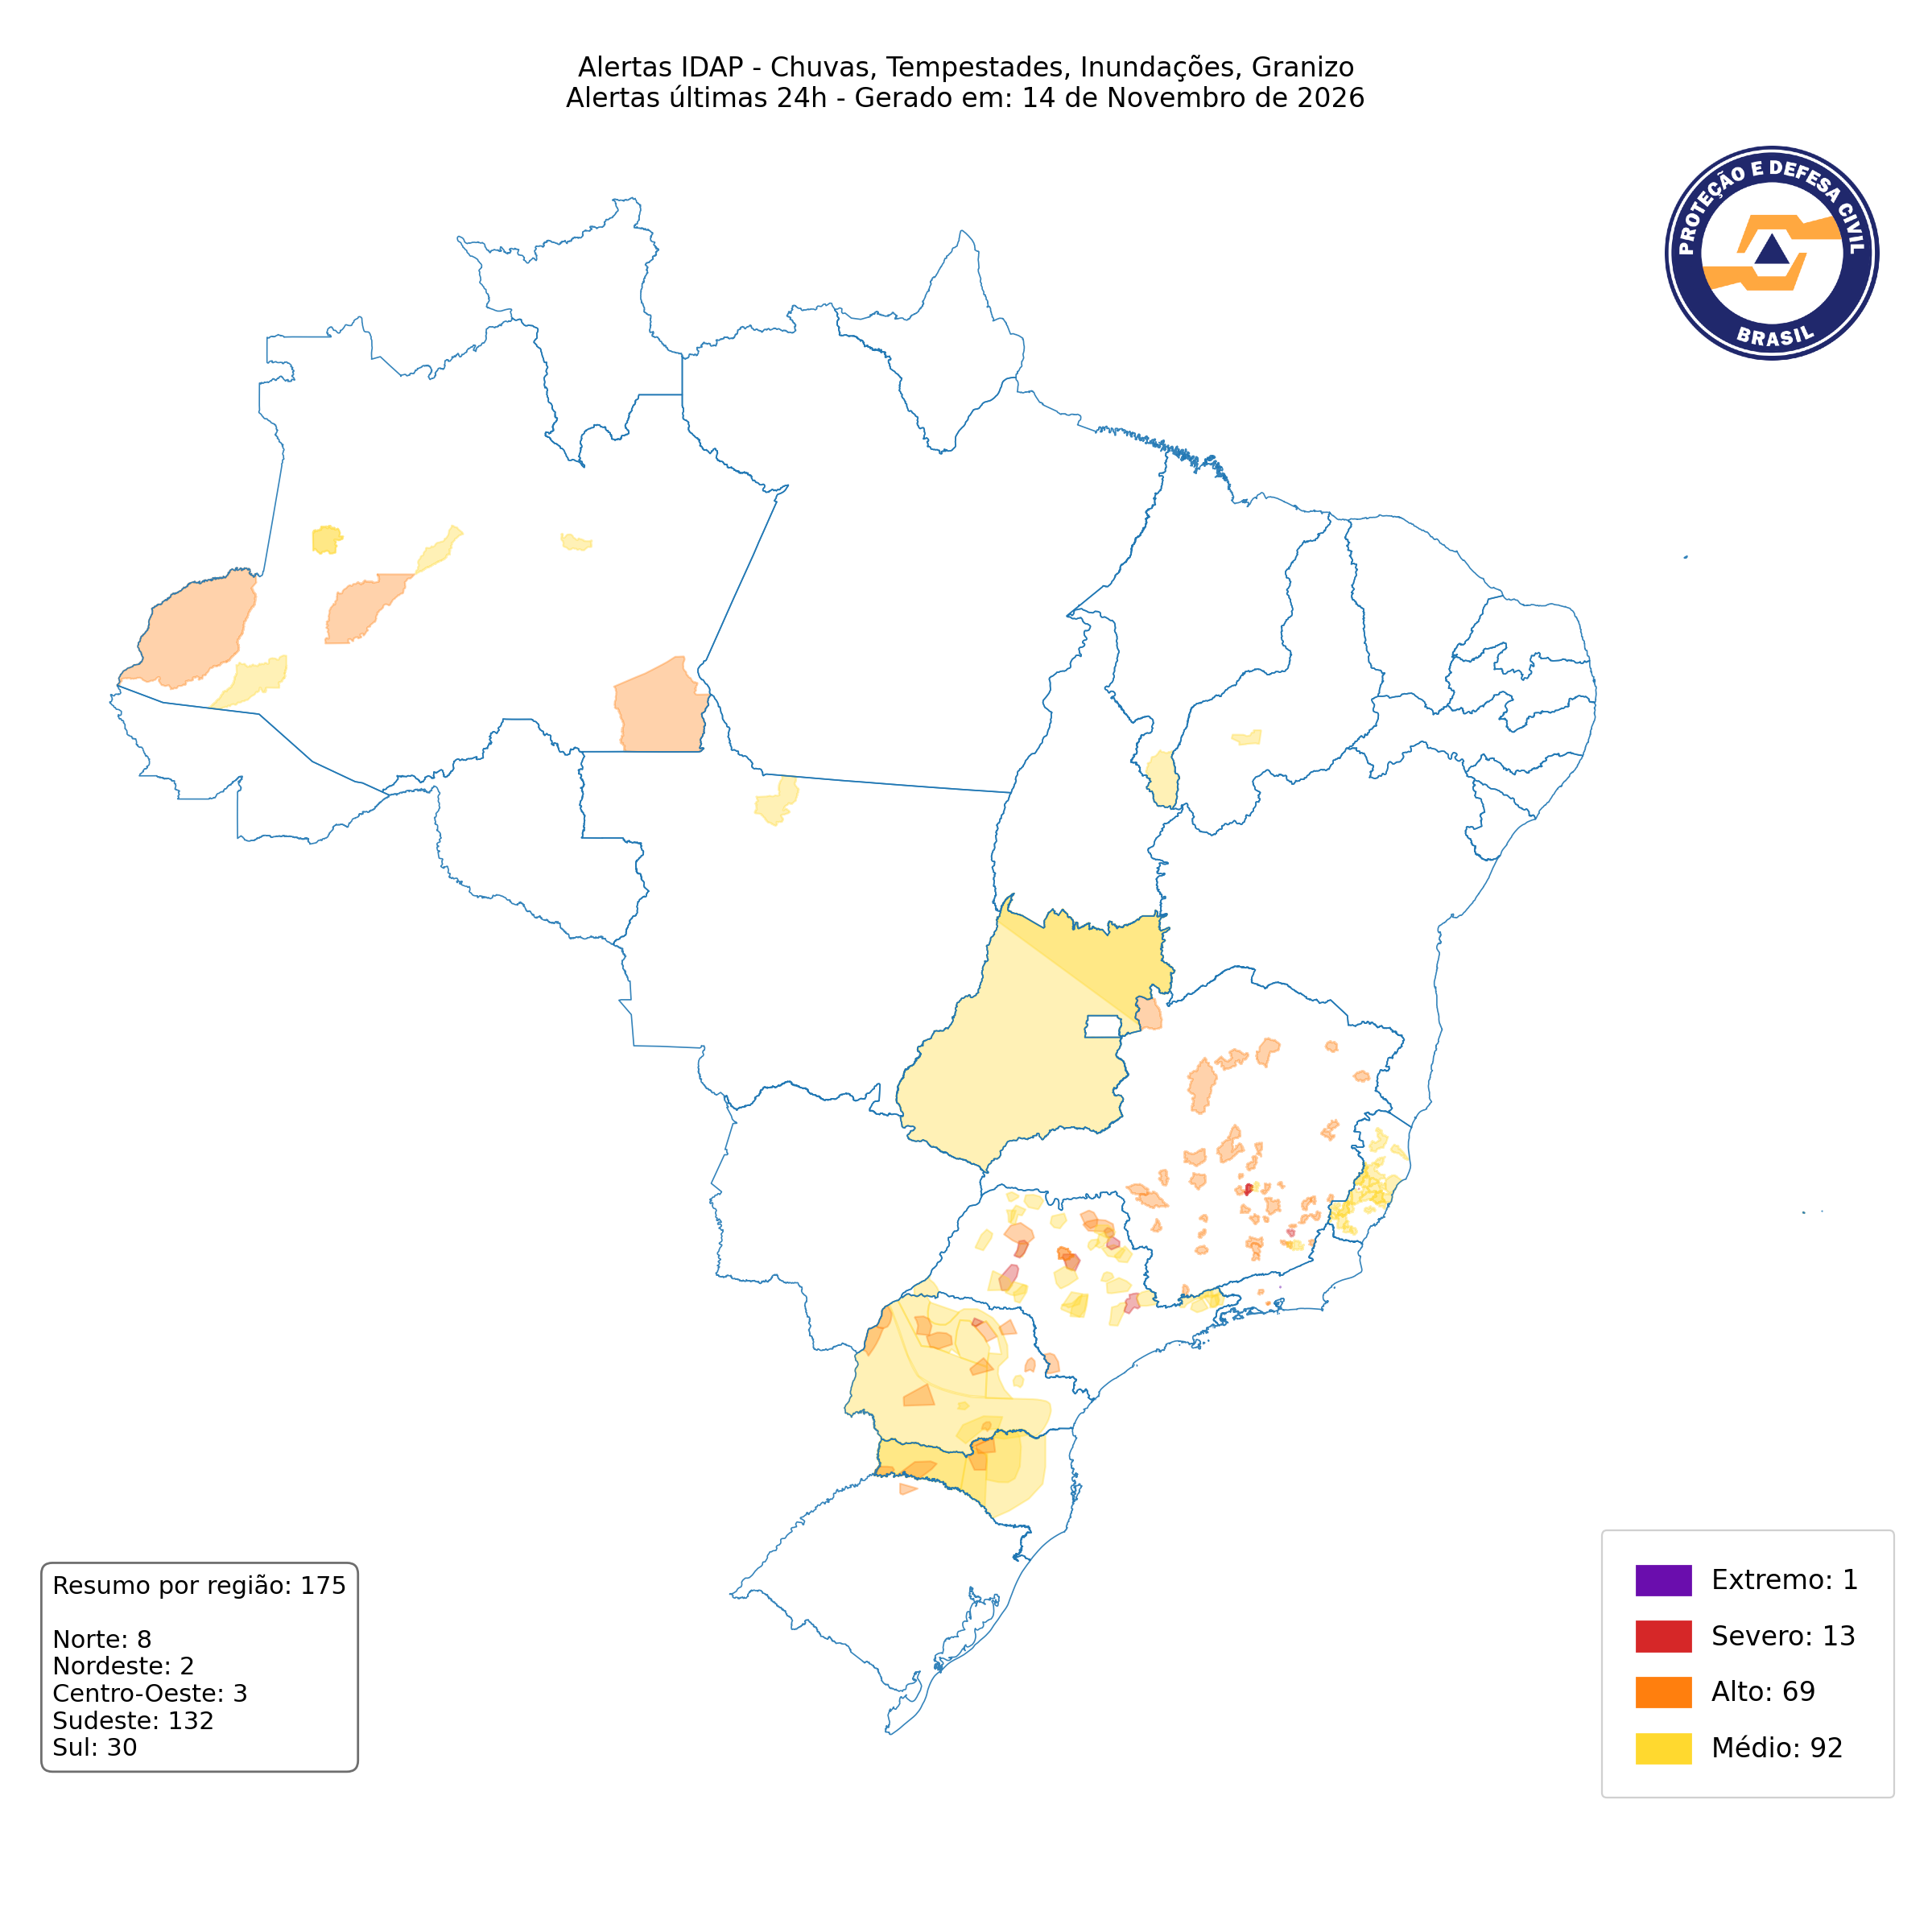 Alertas IDAP - Chuvas, Tempestades, Inundações, Granizo
Alertas últimas 24h - Gerado em: 14 de Novembro de 2026
PROTEÇÃO E DEFESA CIVIL
BRASIL
Resumo por região: 175
Norte: 8
Nordeste: 2
Centro-Oeste: 3
Sudeste: 132
Sul: 30
Extremo: 1
Severo: 13
Alto: 69
Médio: 92